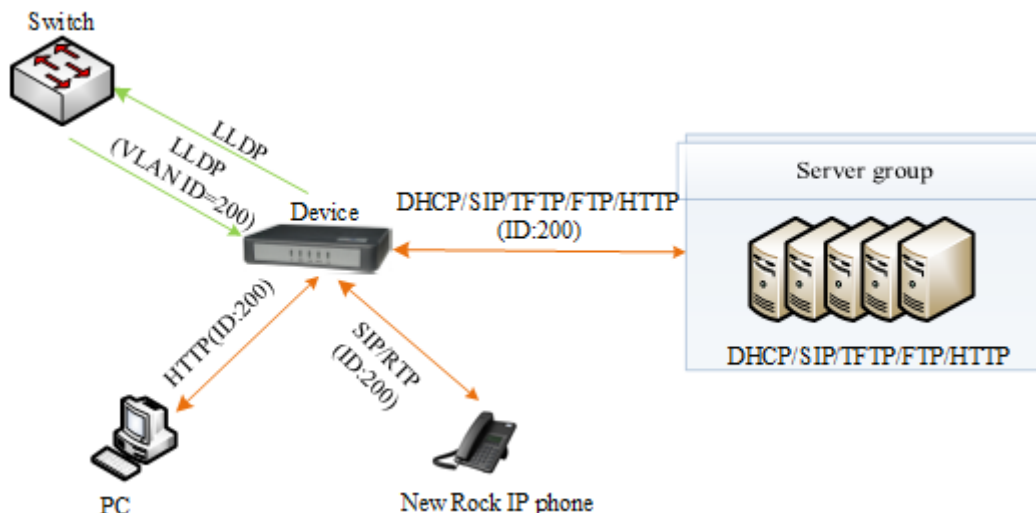 Switch
LLDP
LLDP
(VLAN ID=200)
Device
DHCP/SIP/TFTP/FTP/HTTP
(ID:200)
Server group
DHCP/SIP/TFTP/FTP/HTTP
HTTP(ID:200)
SIP/RTP
(ID:200)
PC
New Rock IP phone